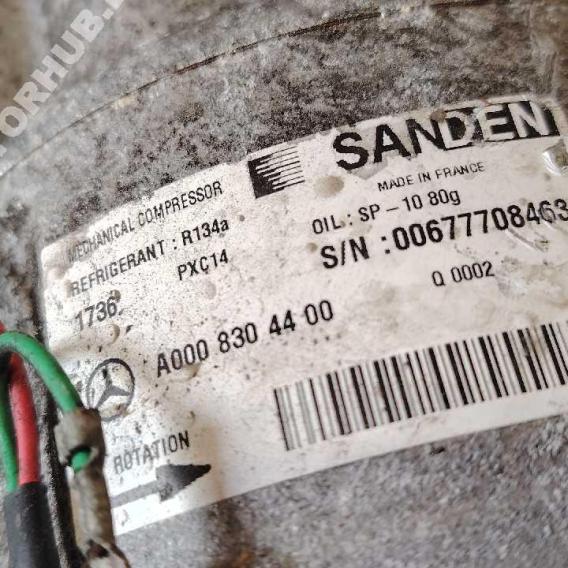 SANDEN
MADE IN FRANCE
MECHANICAL COMPRESSOR
REFRIGERANT : R134a
OIL : SP-10 80g
PXC14
S/N :00677708463
1736
Q 0002
A000 830 44 00
ROTATION